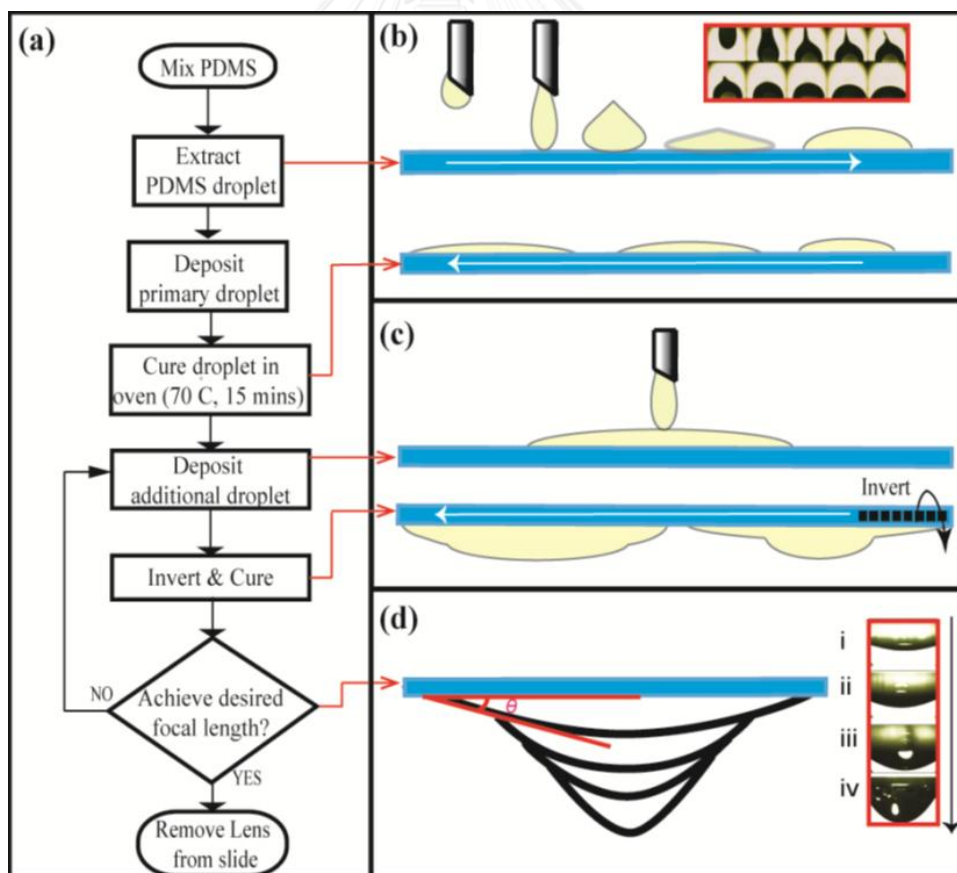 (a)
Mix PDMS
Extract
PDMS droplet
Deposit
primary droplet
Cure droplet in
oven (70 C, 15 mins)
Deposit
additional droplet
Invert & Cure
NO
Achieve desired
focal length?
YES
Remove Lens
from slide
(b)
(c)
Invert
(d)
θ
i
ii
iii
iv